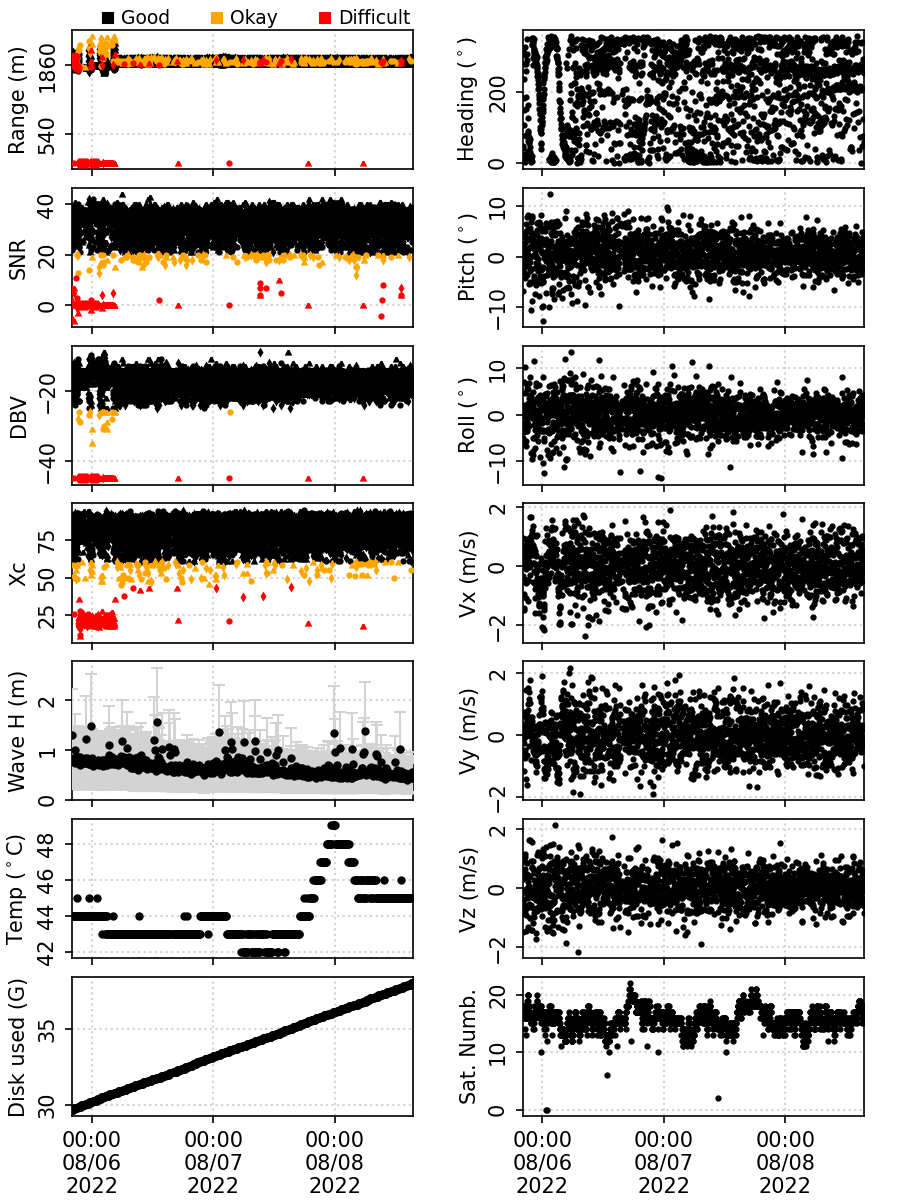 Good Okay Difficult
Range (m)
1860
540
Heading (°)
200
0
SNR
40
20
0
Pitch (°)
10
0
−10
DBV
−20
−40
Roll (°)
10
0
−10
Xc
75
50
25
Vx (m/s)
2
0
−2
Wave H (m)
2
1
0
Vy (m/s)
2
0
−2
Temp (°C)
48
46
44
42
Vz (m/s)
2
0
−2
Disk used (G)
35
30
Sat. Numb.
20
10
0
00:00 00:00 00:00
08/06 08/07 08/08
2022 2022 2022
00:00 00:00 00:00
08/06 08/07 08/08
2022 2022 2022